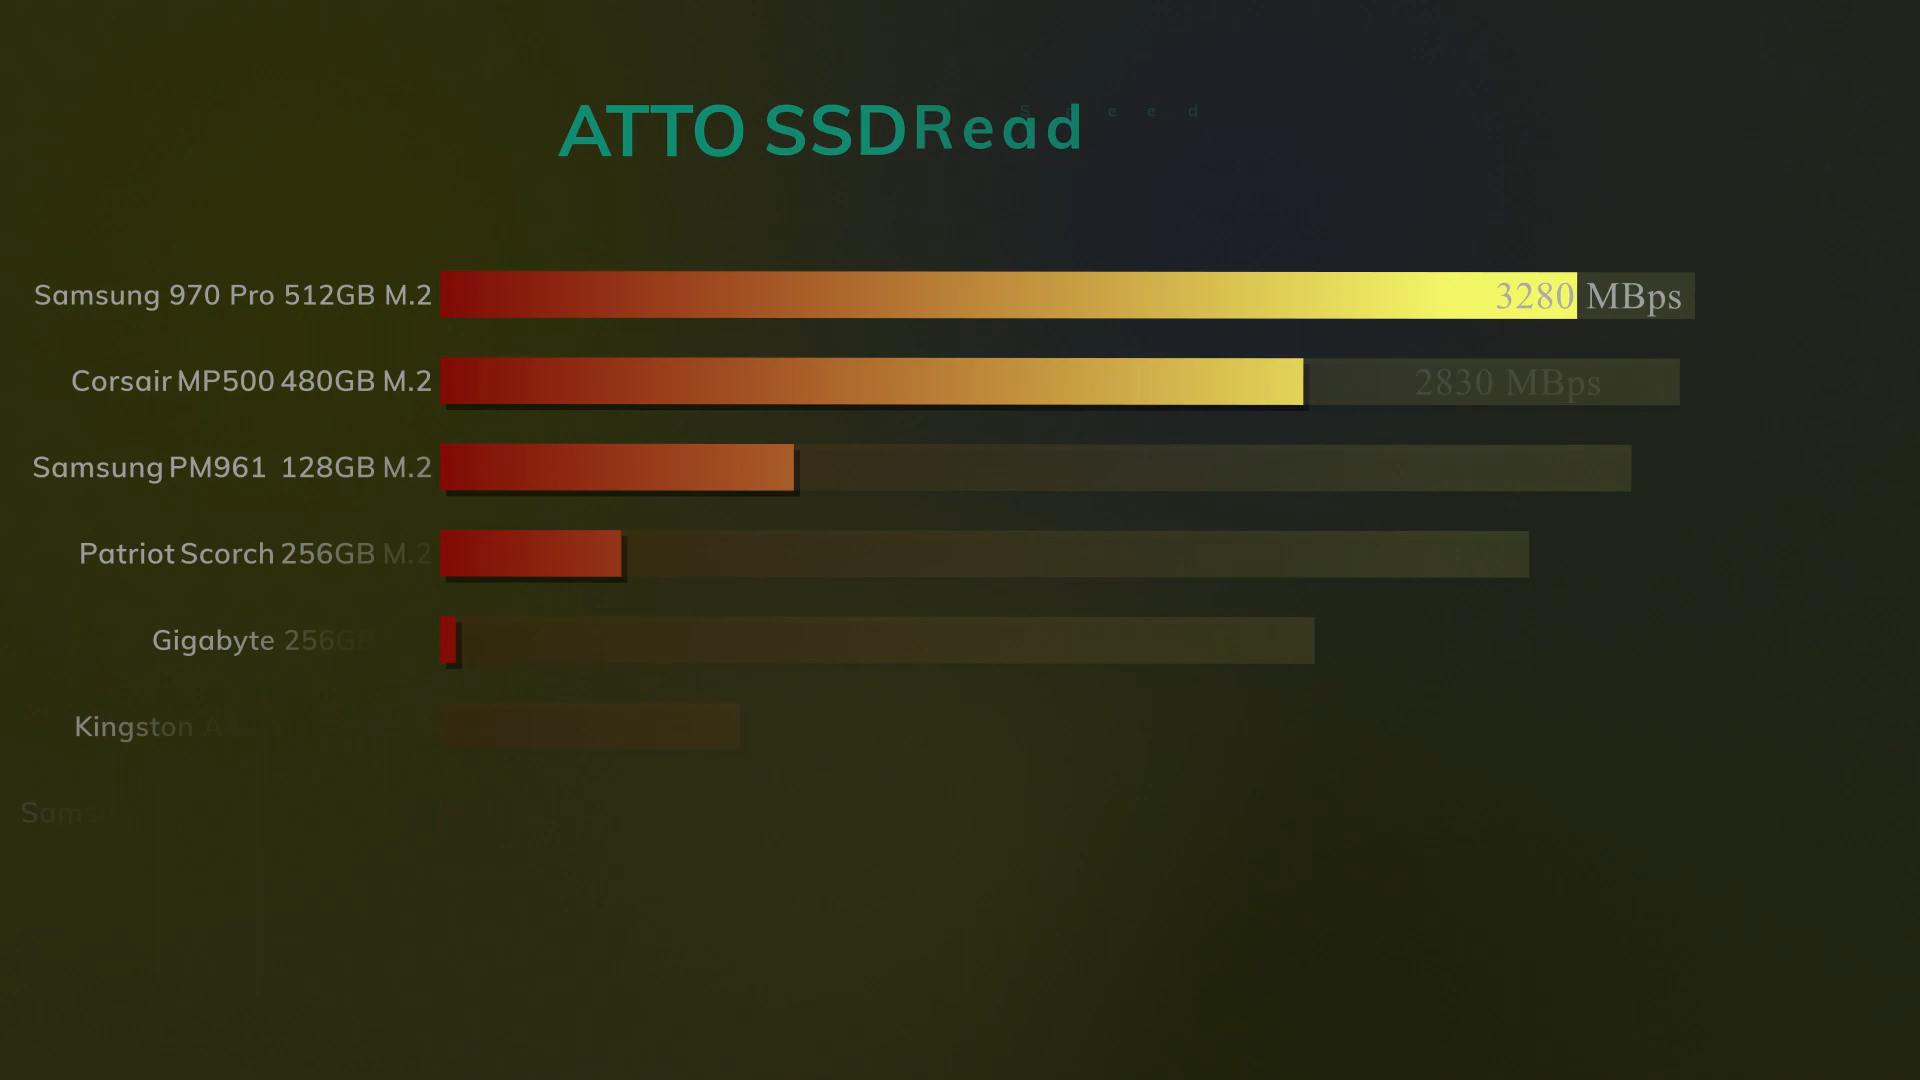 ATTO SSD Read
Samsung 970 Pro 512GB M.2 3280 MBps
Corsair MP500 480GB M.2 2830 MBps
Samsung PM961 128GB M.2
Patriot Scorch 256GB M.2
Gigabyte 256GB
Kingston